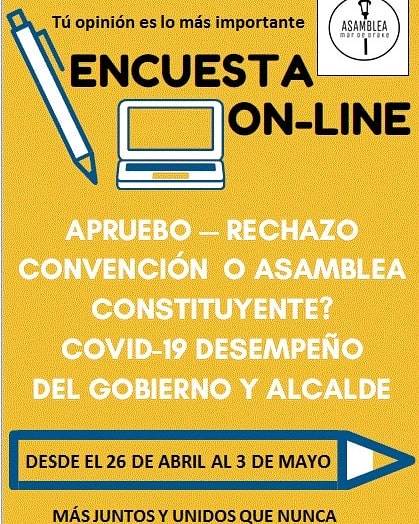 Tú opinión es lo más importante
ASAMBLEA
mar de drake
ENCUESTA
ON-LINE
APRUEBO — RECHAZO
CONVENCIÓN O ASAMBLEA
CONSTITUYENTE?
COVID-19 DESEMPEÑO
DEL GOBIERNO Y ALCALDE
DESDE EL 26 DE ABRIL AL 3 DE MAYO
MÁS JUNTOS Y UNIDOS QUE NUNCA